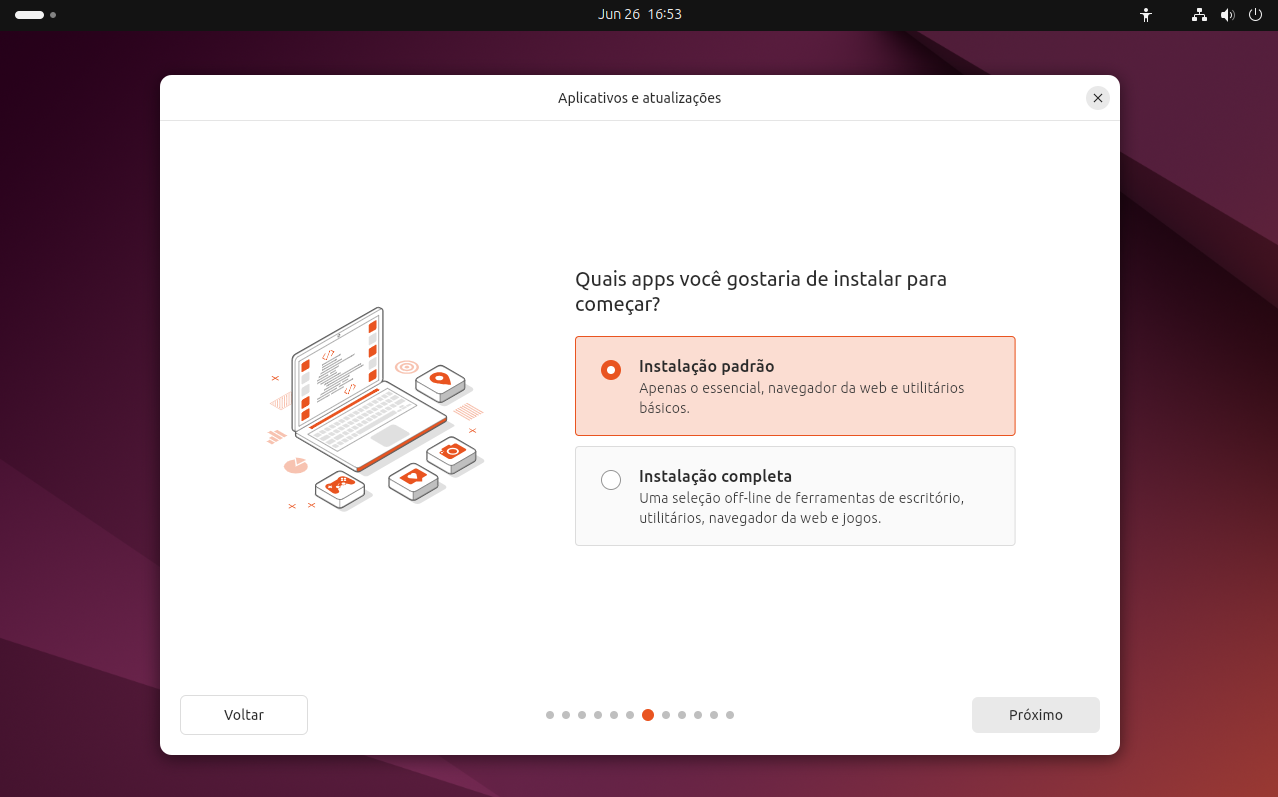 Jun 26 16:53
Aplicativos e atualizações
Quais apps você gostaria de instalar para
começar?
Instalação padrão
Apenas o essencial, navegador da web e utilitários
básicos.
Instalação completa
Uma seleção off-line de ferramentas de escritório,
utilitários, navegador da web e jogos.
Voltar
Próximo